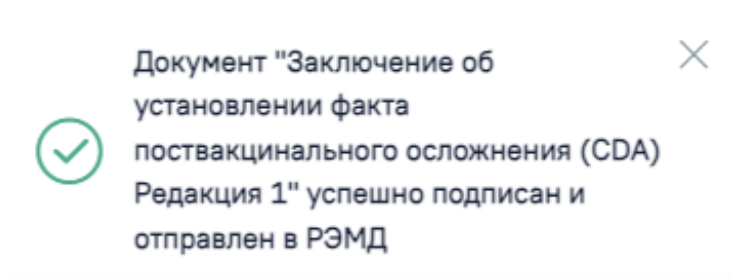 Документ "Заключение об
установлении факта
поствакцинального осложнения (CDA)
Редакция 1" успешно подписан и
отправлен в РЭМД